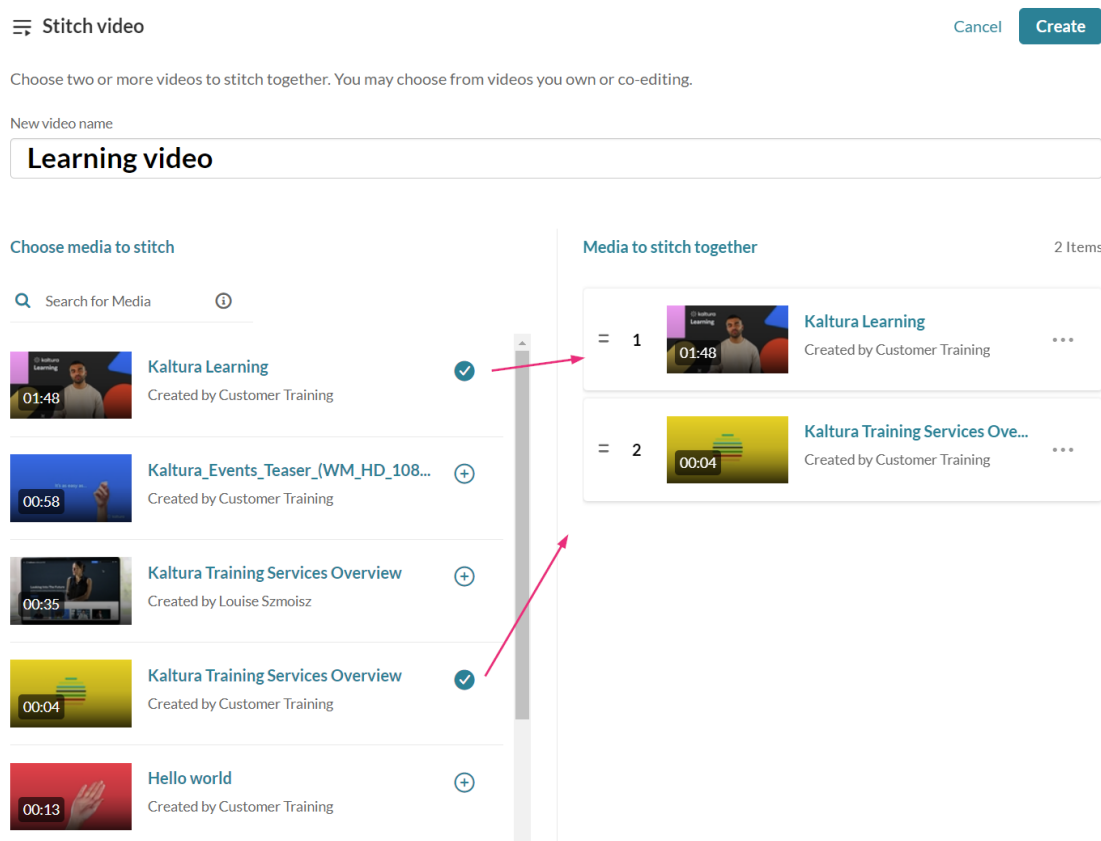 Stitch video
Cancel
Create
Choose two or more videos to stitch together. You may choose from videos you own or co-editing.
New video name
Learning video
Choose media to stitch
Search for Media
kaltura
Learning
01:48
Kaltura Learning
Created by Customer Training
00:58
Kaltura_Events_Teaser_(WM_HD_108...
Created by Customer Training
00:35
Kaltura Training Services Overview
Created by Louise Szmoisz
00:04
Kaltura Training Services Overview
Created by Customer Training
00:13
Hello world
Created by Customer Training
Media to stitch together
2 Items
1
kaltura
Learning
01:48
Kaltura Learning
Created by Customer Training
2
00:04
Kaltura Training Services Ove...
Created by Customer Training